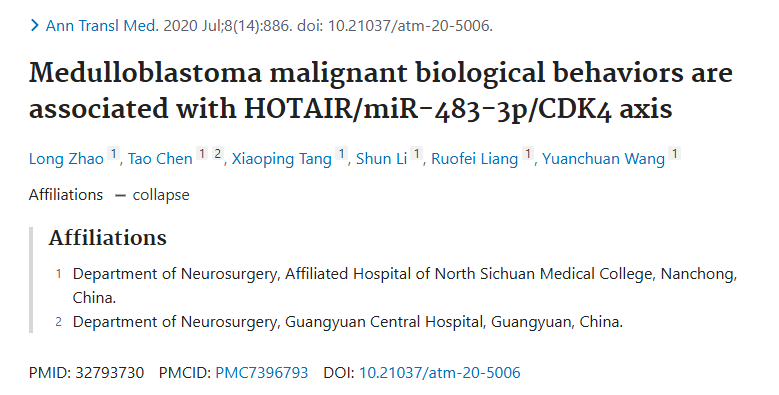 Ann Transl Med. 2020 Jul;8(14):886. doi: 10.21037/atm-20-5006.
Medulloblastoma malignant biological behaviors are
associated with HOTAIR/miR-483-3p/CDK4 axis
Long Zhao 1, Tao Chen 1 2, Xiaoping Tang 1, Shun Li 1, Ruofei Liang 1, Yuanchuan Wang 1
Affiliations — collapse
Affiliations
1 Department of Neurosurgery, Affiliated Hospital of North Sichuan Medical College, Nanchong,
China.
2 Department of Neurosurgery, Guangyuan Central Hospital, Guangyuan, China.
PMID: 32793730 PMCID: PMC7396793 DOI: 10.21037/atm-20-5006